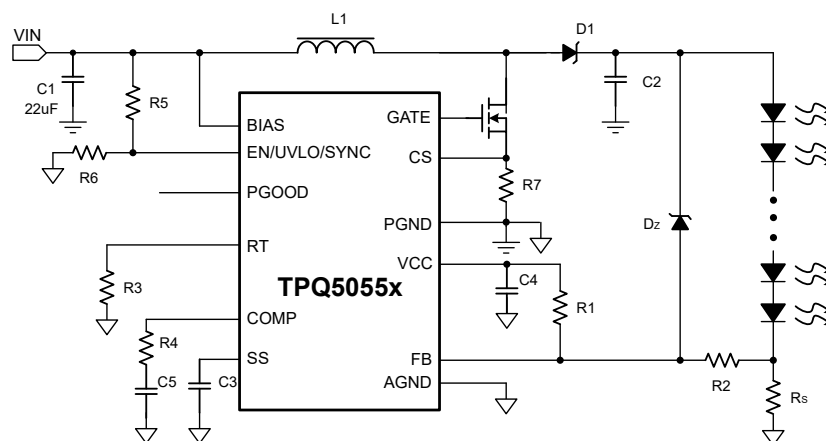 VIN
L1
D1
C1
22uF
R5
C2
BIAS
GATE
EN/UVLO/SYNC
CS
R6
R7
PGOOD
PGND
Dz
RT
VCC
TPQ5055x
C4
R3
R1
COMP
R4
SS
FB
C5
C3
R2
AGND
Rs